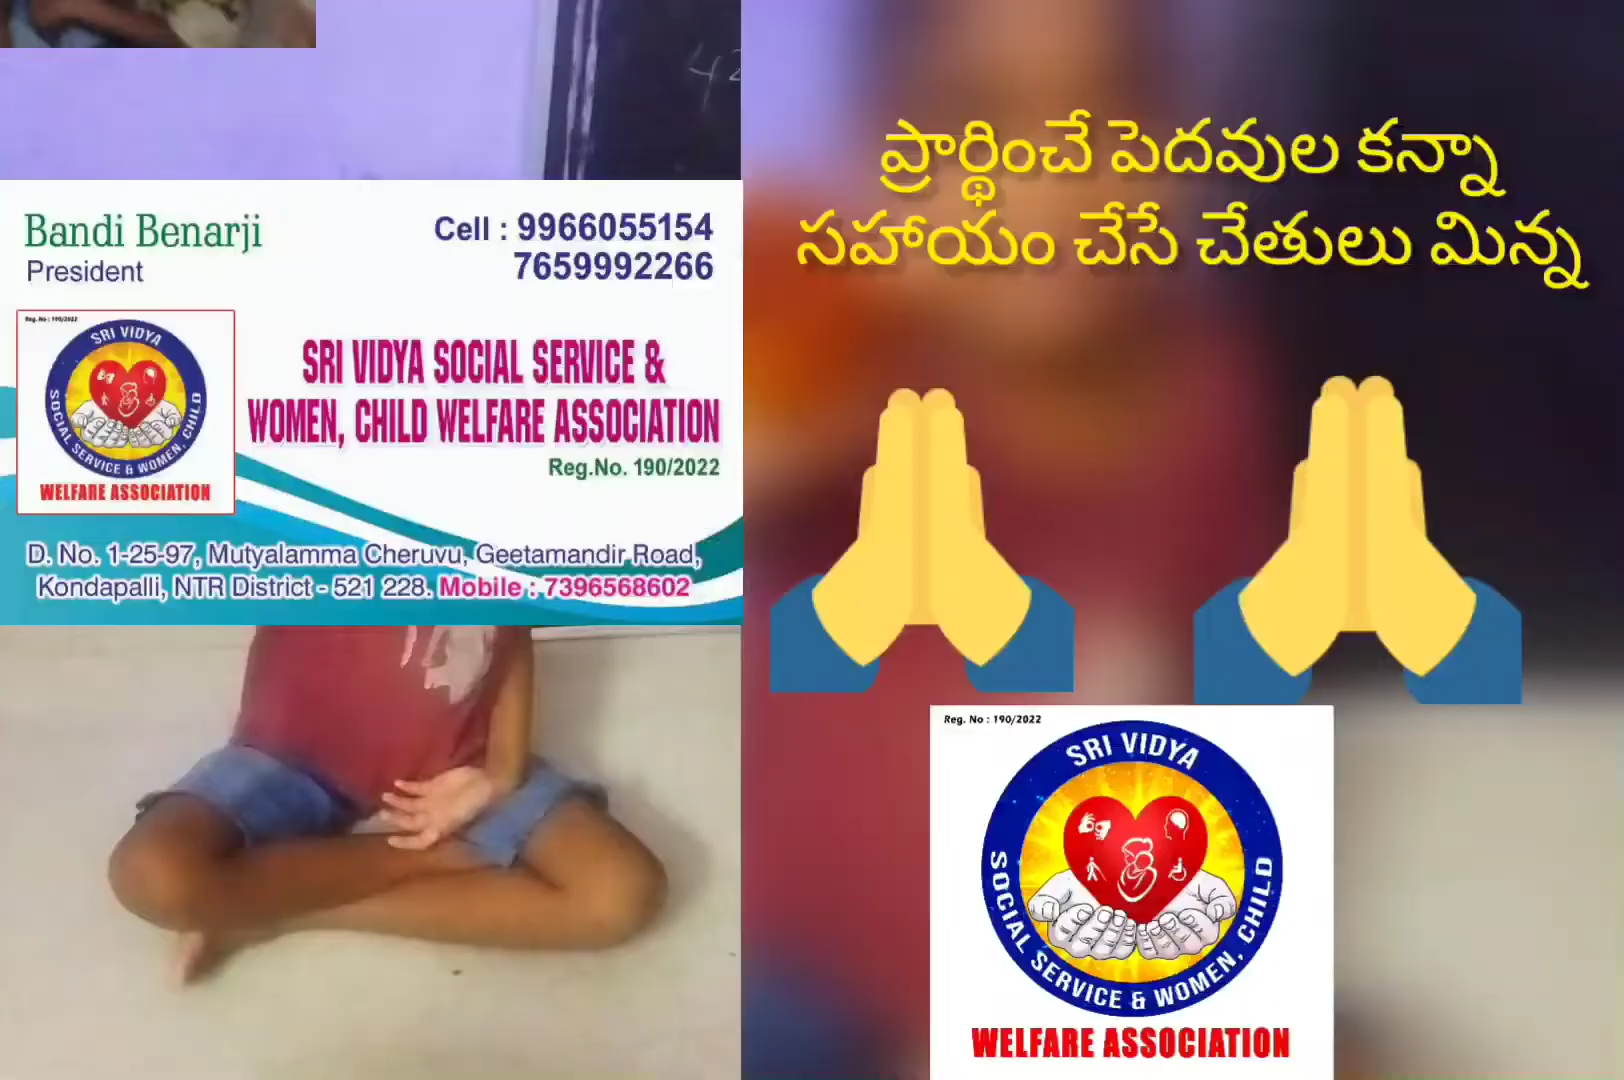 42
Bandi Benarji
President
Cell : 9966055154
7659992266
Reg. No : 190/2022
SRI VIDYA
SOCIAL SERVICE & WOMEN, CHILD
WELFARE ASSOCIATION
SRI VIDYA SOCIAL SERVICE &
WOMEN, CHILD WELFARE ASSOCIATION
Reg.No. 190/2022
D. No. 1-25-97, Mutyalamma Cheruvu, Geetamandir Road,
Kondapalli, NTR District - 521 228. Mobile : 7396568602
ప్రార్థించే పెదవుల కన్నా
సహాయం చేసే చేతులు మిన్న
Reg. No : 190/2022
SRI VIDYA
SOCIAL SERVICE & WOMEN, CHILD
WELFARE ASSOCIATION